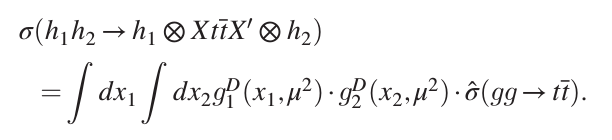 σ(h₁h₂ → h₁ ⊗ Xtt̄X′ ⊗ h₂)
= ∫ dx₁ ∫ dx₂g₁ᴰ(x₁,μ²) · g₂ᴰ(x₂,μ²) · σ̂(gg → tt̄).